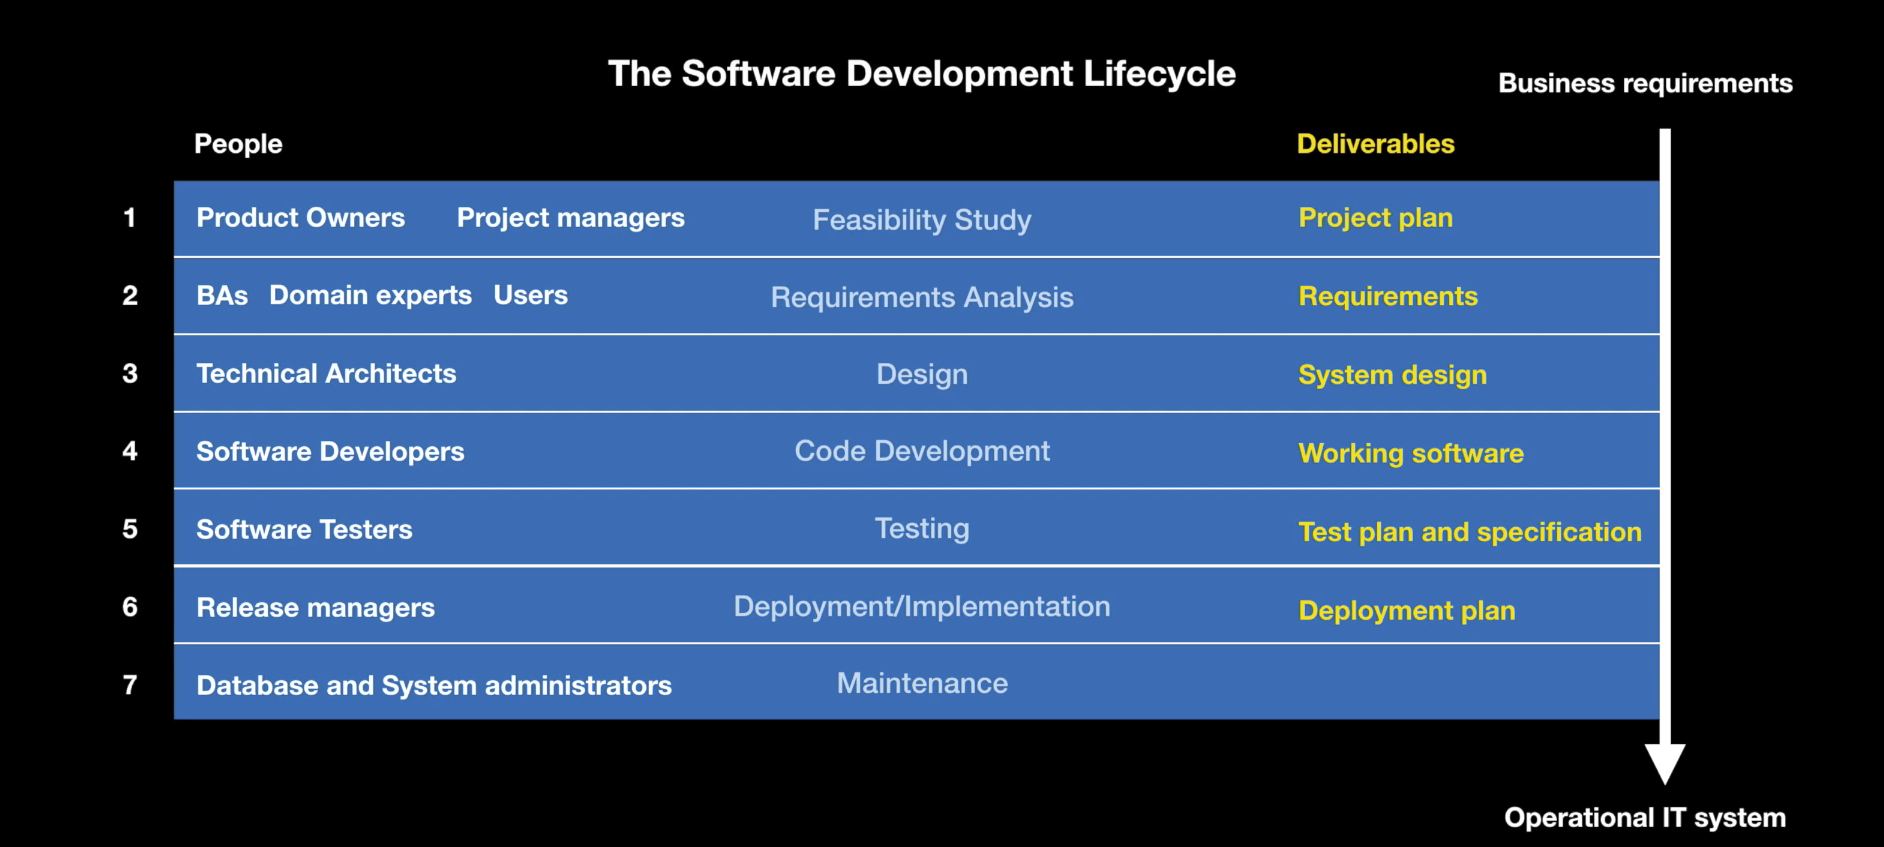 The Software Development Lifecycle
Business requirements
People Deliverables
1 Product Owners Project managers Feasibility Study Project plan
2 BAs Domain experts Users Requirements Analysis Requirements
3 Technical Architects Design System design
4 Software Developers Code Development Working software
5 Software Testers Testing Test plan and specification
6 Release managers Deployment/Implementation Deployment plan
7 Database and System administrators Maintenance
Operational IT system